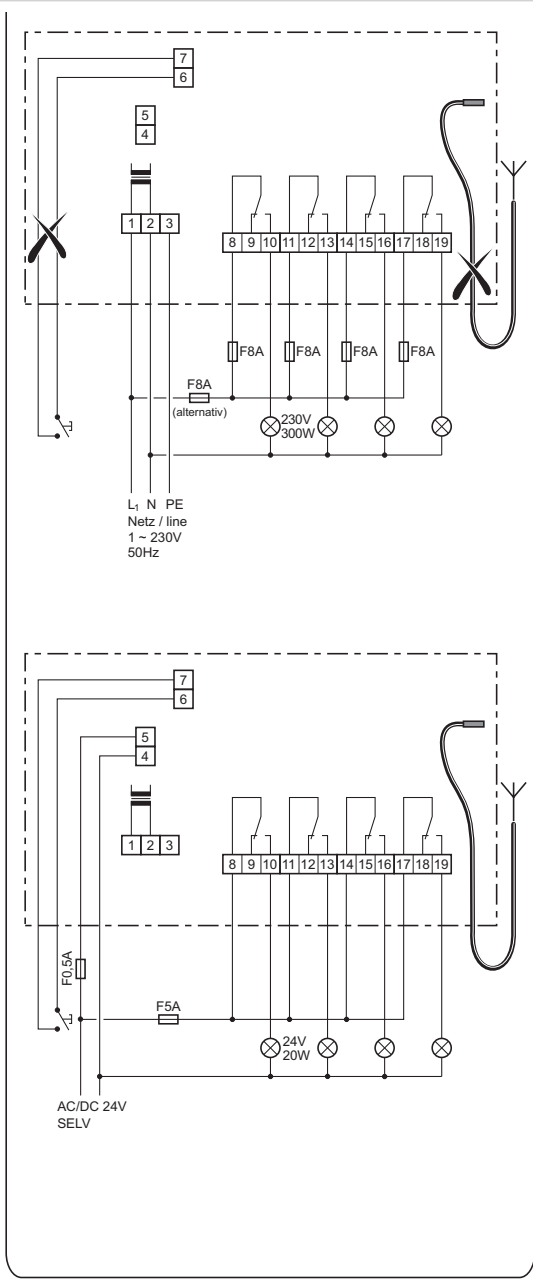 7
6
5
4
1 2 3
8 9 10 11 12 13 14 15 16 17 18 19
F8A F8A F8A F8A
F8A
(alternativ)
230V
300W
L₁ N PE
Netz / line
1 ~ 230V
50Hz
7
6
5
4
1 2 3
8 9 10 11 12 13 14 15 16 17 18 19
F0,5A
F5A
24V
20W
AC/DC 24V
SELV